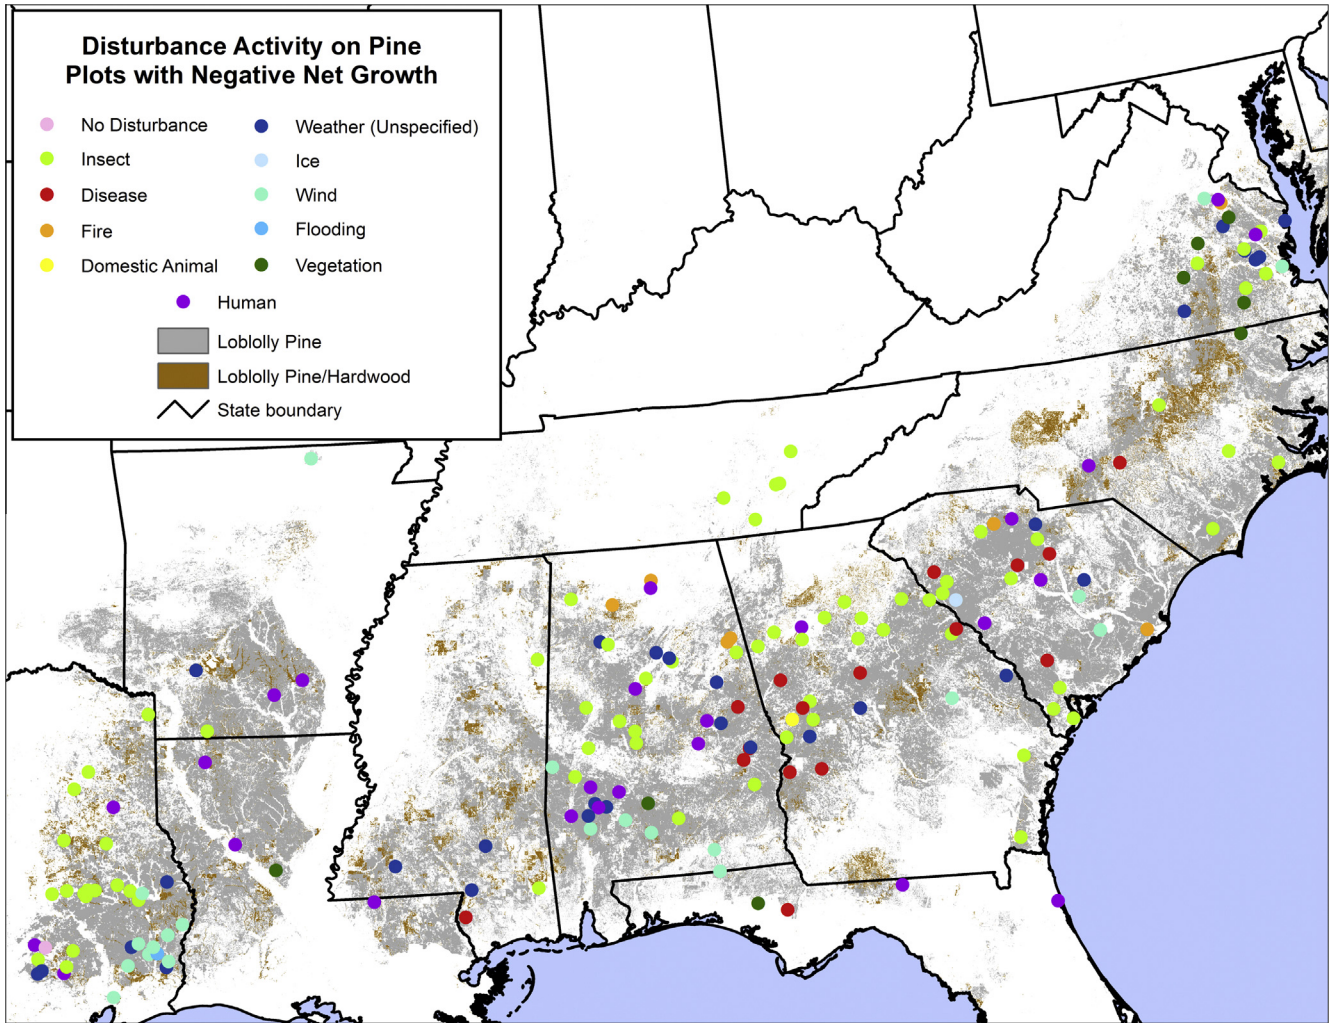 Disturbance Activity on Pine
Plots with Negative Net Growth
No Disturbance
Weather (Unspecified)
Insect
Ice
Disease
Wind
Fire
Flooding
Domestic Animal
Vegetation
Human
Loblolly Pine
Loblolly Pine/Hardwood
State boundary